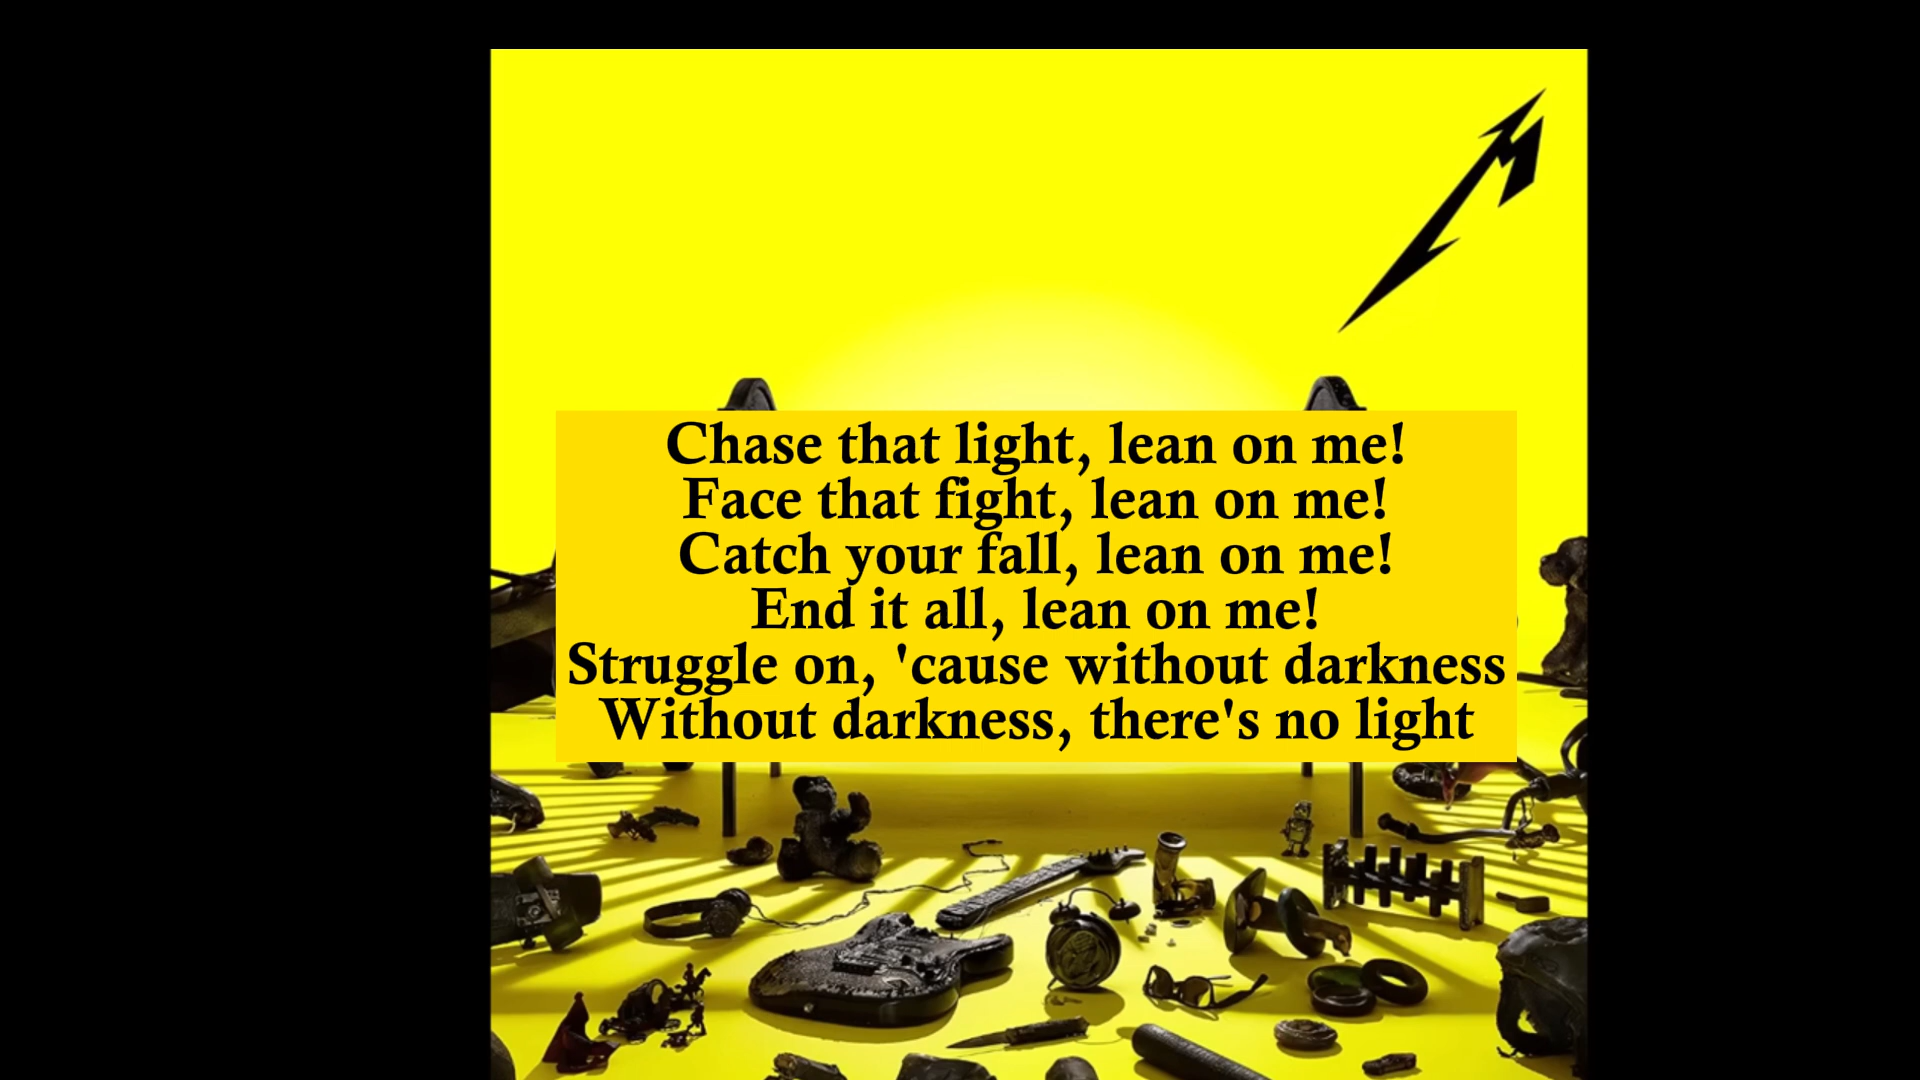 Chase that light, lean on me!
Face that fight, lean on me!
Catch your fall, lean on me!
End it all, lean on me!
Struggle on, 'cause without darkness
Without darkness, there's no light